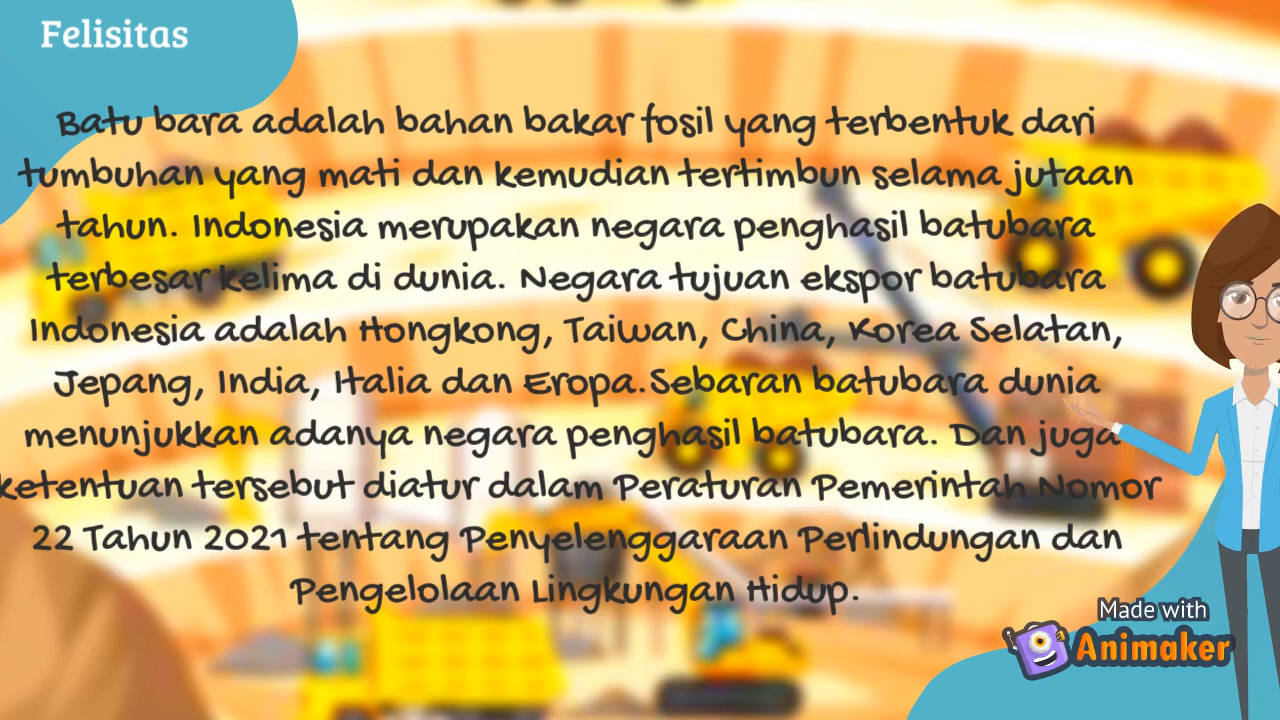 Felisitas
Batu bara adalah bahan bakar fosil yang terbentuk dari
tumbuhan yang mati dan kemudian tertimbun selama jutaan
tahun. Indonesia merupakan negara penghasil batubara
terbesar kelima di dunia. Negara tujuan ekspor batubara
Indonesia adalah Hongkong, Taiwan, China, Korea Selatan,
Jepang, India, Italia dan Eropa.Sebaran batubara dunia
menunjukkan adanya negara penghasil batubara. Dan juga
ketentuan tersebut diatur dalam Peraturan Pemerintah Nomor
22 Tahun 2021 tentang Penyelenggaraan Perlindungan dan
Pengelolaan Lingkungan Hidup.
Made with
Animaker